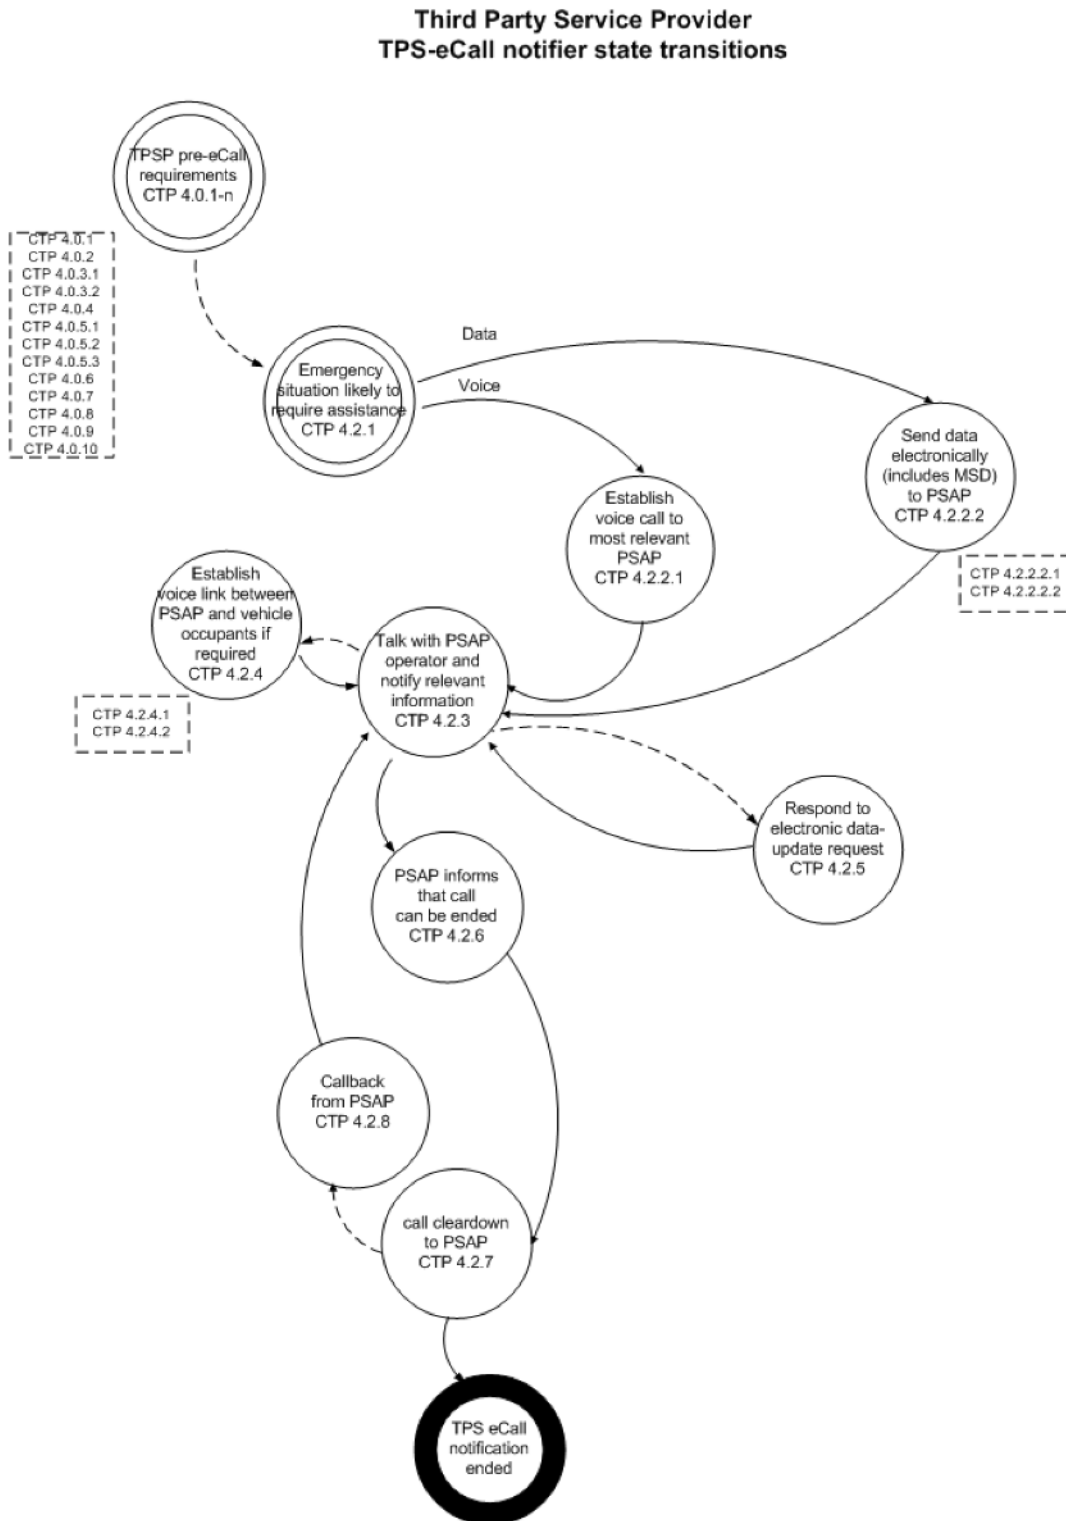 Third Party Service Provider
TPS-eCall notifier state transitions
TPSP pre-eCall
requirements
CTP 4.0.1-n
CTP 4.0.1
CTP 4.0.2
CTP 4.0.3.1
CTP 4.0.3.2
CTP 4.0.4
CTP 4.0.5.1
CTP 4.0.5.2
CTP 4.0.5.3
CTP 4.0.6
CTP 4.0.7
CTP 4.0.8
CTP 4.0.9
CTP 4.0.10
Emergency
situation likely to
require assistance
CTP 4.2.1
Data
Voice
Send data
electronically
(includes MSD)
to PSAP
CTP 4.2.2.2
CTP 4.2.2.2.1
CTP 4.2.2.2.2
Establish
voice call to
most relevant
PSAP
CTP 4.2.2.1
Establish
voice link between
PSAP and vehicle
occupants if
required
CTP 4.2.4
CTP 4.2.4.1
CTP 4.2.4.2
Talk with PSAP
operator and
notify relevant
information
CTP 4.2.3
Respond to
electronic data-
update request
CTP 4.2.5
PSAP informs
that call
can be ended
CTP 4.2.6
Callback
from PSAP
CTP 4.2.8
call cleardown
to PSAP
CTP 4.2.7
TPS eCall
notification
ended